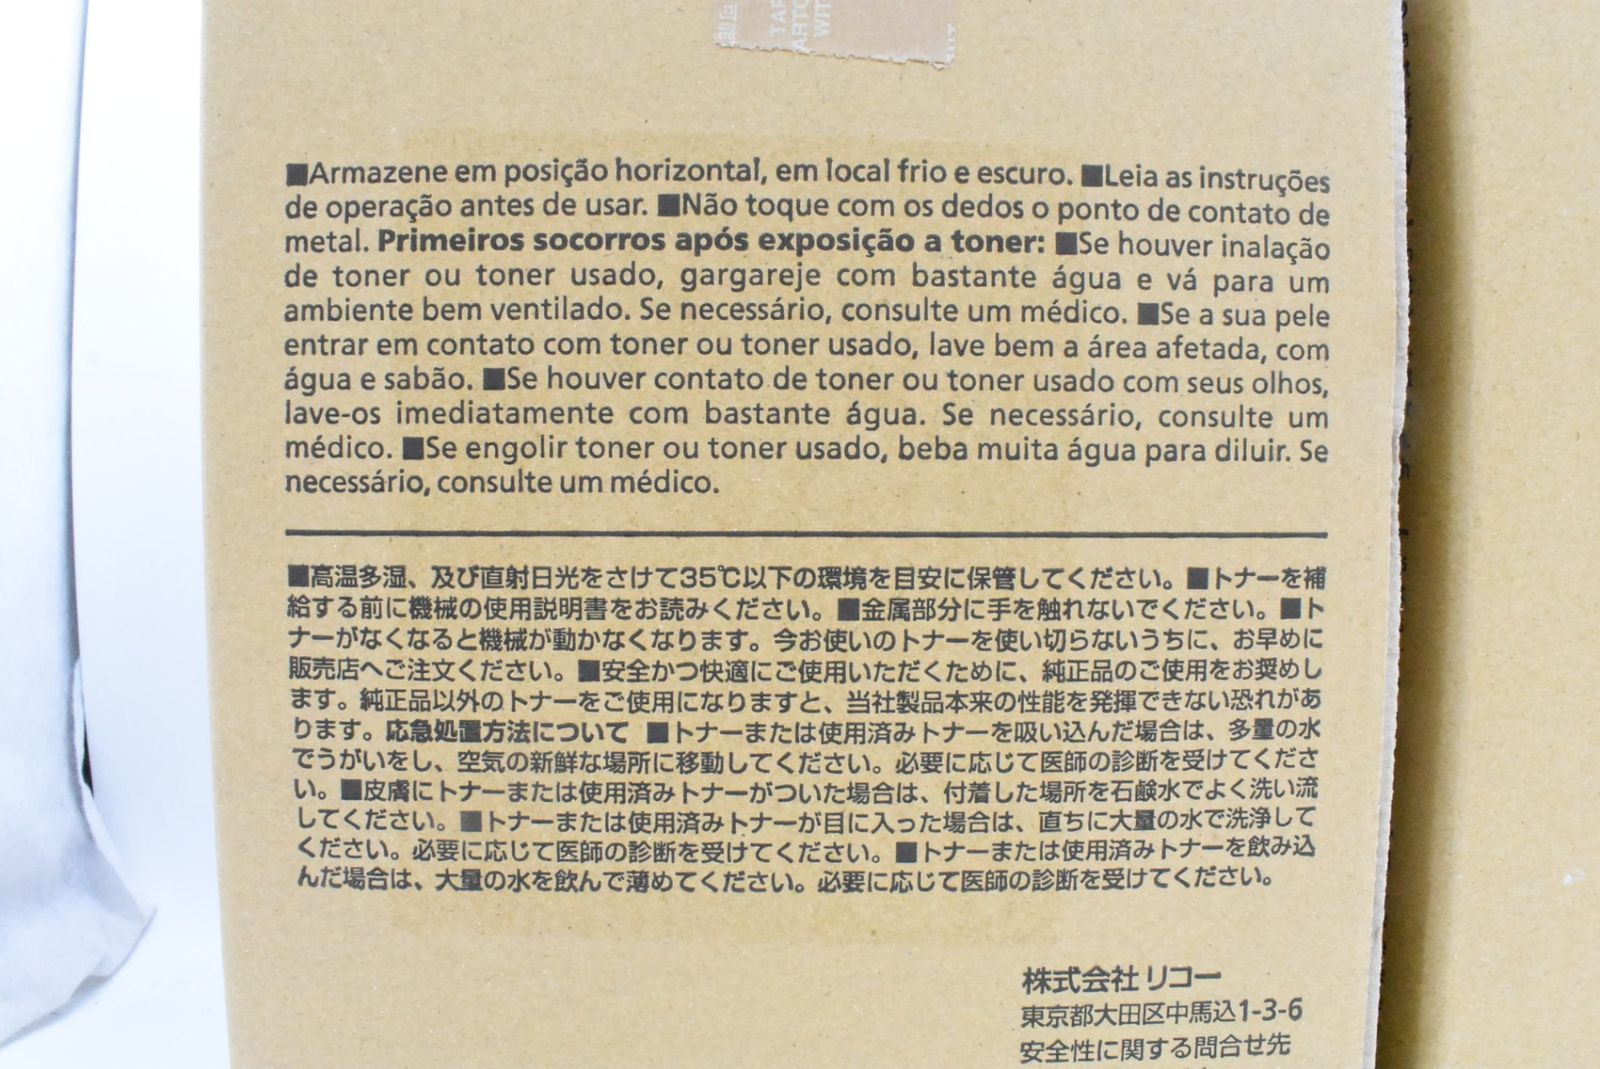 TAP
ARTO
WIT
■Armazene em posição horizontal, em local frio e escuro. ■Leia as instruções
de operação antes de usar. ■Não toque com os dedos o ponto de contato de
metal. Primeiros socorros após exposição a toner: ■Se houver inalação
de toner ou toner usado, gargareje com bastante água e vá para um
ambiente bem ventilado. Se necessário, consulte um médico. ■Se a sua pele
entrar em contato com toner ou toner usado, lave bem a área afetada, com
água e sabão. ■Se houver contato de toner ou toner usado com seus olhos,
lave-os imediatamente com bastante água. Se necessário, consulte um
médico. ■Se engolir toner ou toner usado, beba muita água para diluir. Se
necessário, consulte um médico.
■高温多湿、及び直射日光をさけて35℃以下の環境を目安に保管してください。■トナーを補
給する前に機械の使用説明書をお読みください。■金属部分に手を触れないでください。■ト
ナーがなくなると機械が動かなくなります。今お使いのトナーを使い切らないうちに、お早めに
販売店へご注文ください。■安全かつ快適にご使用いただくために、純正品のご使用をお奨めし
ます。純正品以外のトナーをご使用になりますと、当社製品本来の性能を発揮できない恐れがあ
ります。応急処置方法について ■トナーまたは使用済みトナーを吸い込んだ場合は、多量の水
でうがいをし、空気の新鮮な場所に移動してください。必要に応じて医師の診断を受けてくださ
い。■皮膚にトナーまたは使用済みトナーがついた場合は、付着した場所を石鹸水でよく洗い流
してください。■トナーまたは使用済みトナーが目に入った場合は、直ちに大量の水で洗浄して
ください。必要に応じて医師の診断を受けてください。■トナーまたは使用済みトナーを飲み込
んだ場合は、大量の水を飲んで薄めてください。必要に応じて医師の診断を受けてください。
株式会社 リコー
東京都大田区中馬込1-3-6
安全性に関する問合せ先